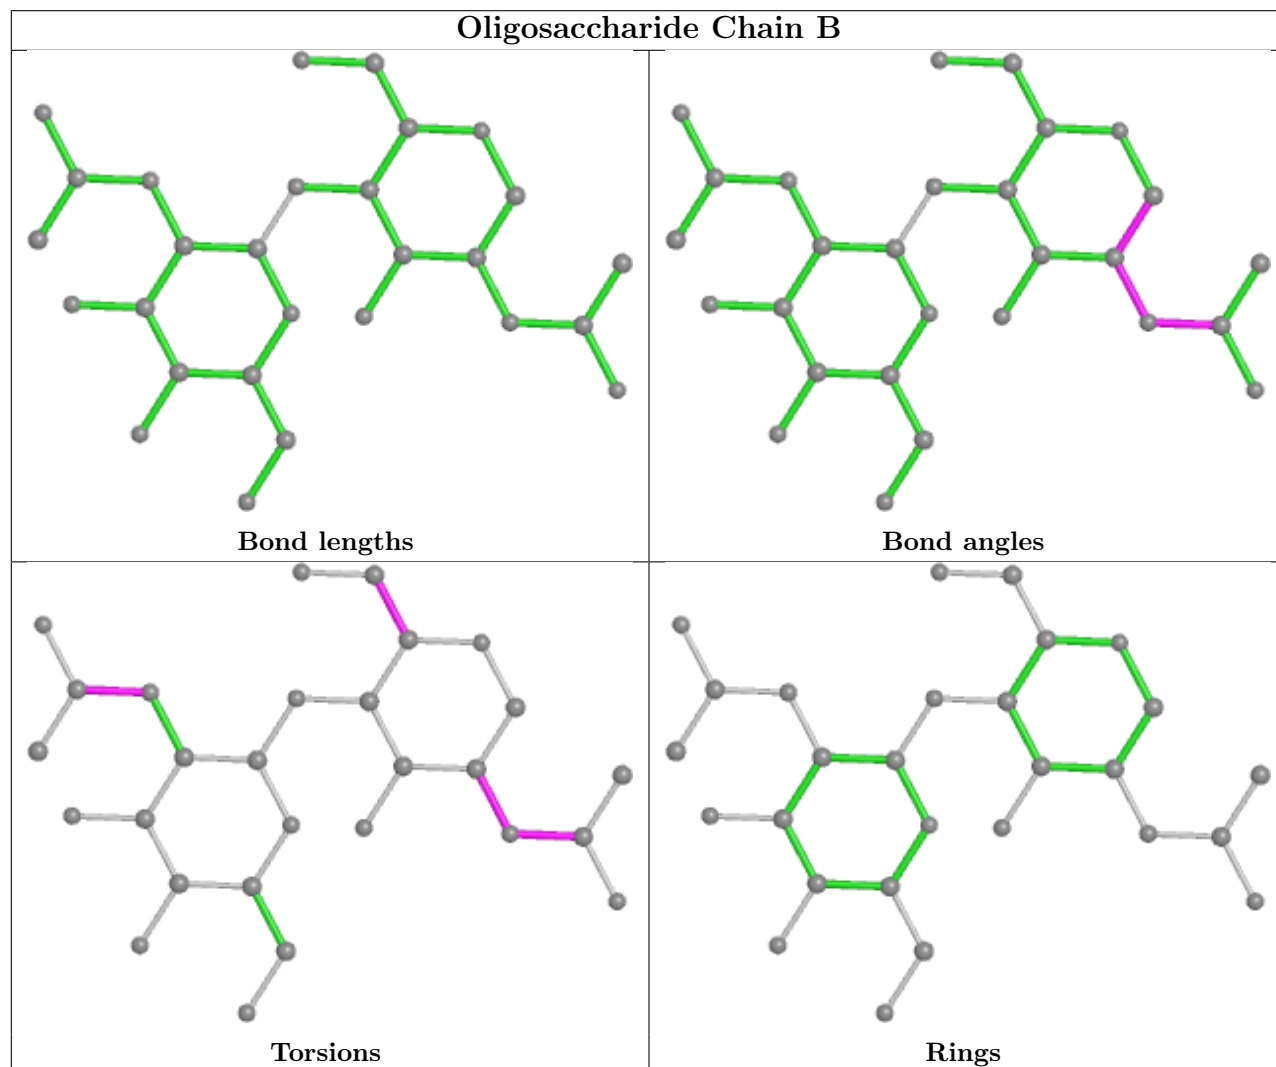 Oligosaccharide Chain B
Bond lengths
Bond angles
Torsions
Rings